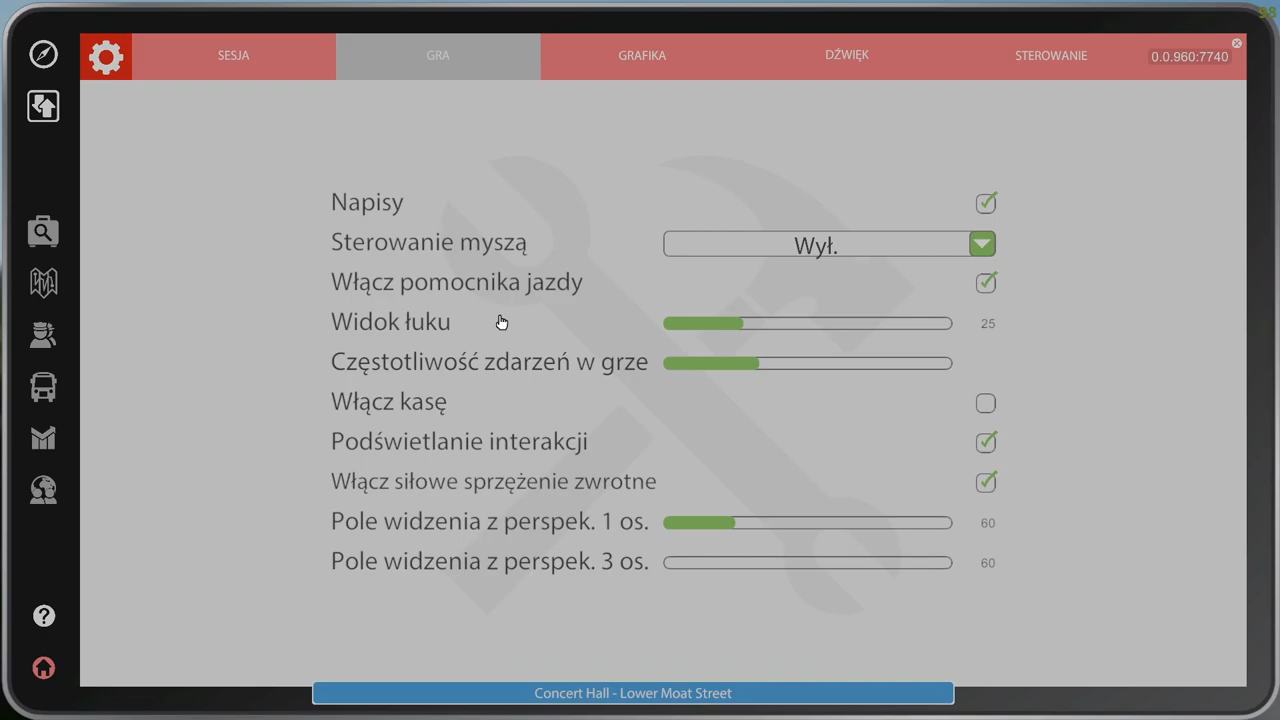 98
SESJA
GRA
GRAFIKA
DŹWIĘK
STEROWANIE
0.0.960:7740
Napisy
Sterowanie myszą
Wył.
Włącz pomocnika jazdy
Widok łuku
25
Częstotliwość zdarzeń w grze
Włącz kasę
Podświetlanie interakcji
Włącz siłowe sprzężenie zwrotne
Pole widzenia z perspek. 1 os.
60
Pole widzenia z perspek. 3 os.
60
?
Concert Hall - Lower Moat Street